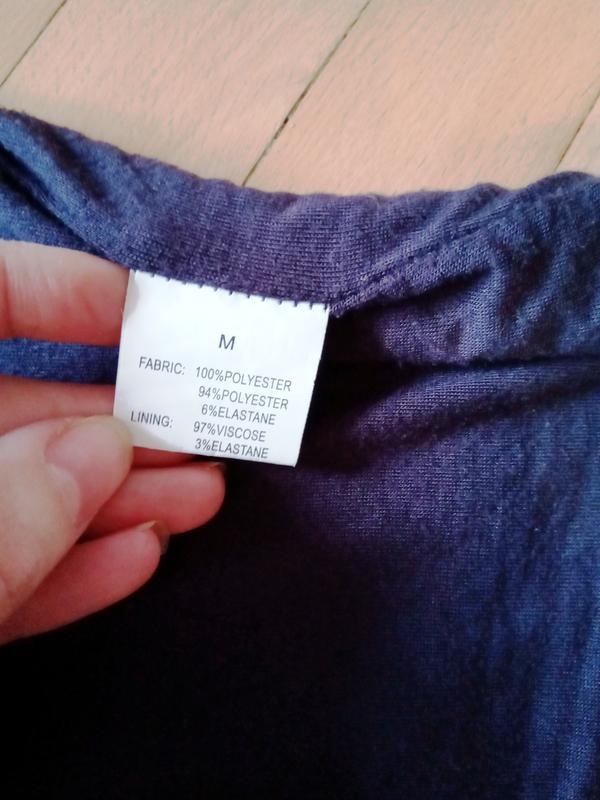 M
FABRIC: 100%POLYESTER
94%POLYESTER
6%ELASTANE
LINING: 97%VISCOSE
3%ELASTANE